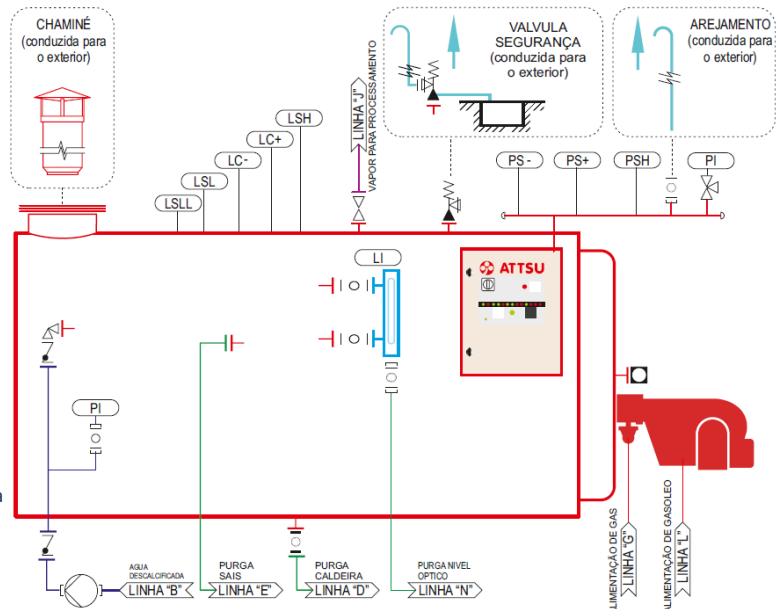 CHAMINÉ
(conduzida para
o exterior)
VALVULA
SEGURANÇA
(conduzida para
o exterior)
AREJAMENTO
(conduzida para
o exterior)
LINHA "J"
VAPOR PARA PROCESSAMENTO
LSH
LC+
LC-
LSL
LSLL
PS -
PS+
PSH
PI
LI
ATTSU
PI
a
AGUA
DESCALCIFICADA
LINHA "B"
PURGA
SAIS
LINHA "E"
PURGA
CALDEIRA
LINHA "D"
PURGA NIVEL
OPTICO
LINHA "N"
ALIMENTAÇÃO DE GAS
LINHA "G"
ALIMENTAÇÃO DE GASOLEO
LINHA "L"